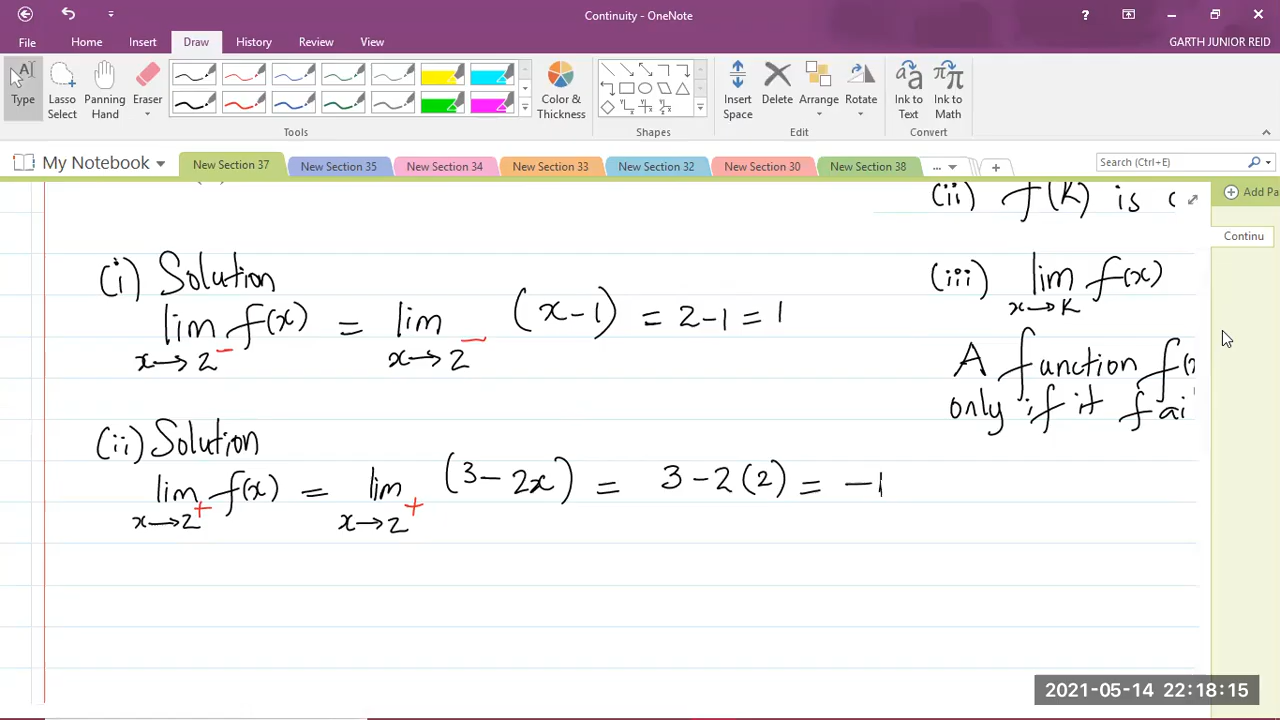 Continuity - OneNote
File Home Insert Draw History Review View
GARTH JUNIOR REID
Type
Lasso Select
Panning Hand
Eraser
Color & Thickness
Insert Space
Delete
Arrange
Rotate
Ink to Text
Ink to Math
Tools Shapes Edit Convert
My Notebook New Section 37 New Section 35 New Section 34 New Section 33 New Section 32 New Section 30 New Section 38 ... Search (Ctrl+E)
Add Pa
Continu
(ii) f(K) is c
(i) Solution
lim x→2⁻ f(x) = lim x→2⁻ (x-1) = 2-1 = 1
(iii) lim x→K f(x)
A function f(x
only if it fai
(ii) Solution
lim x→2⁺ f(x) = lim x→2⁺ (3-2x) = 3-2(2) = -1
2021-05-14 22:18:15